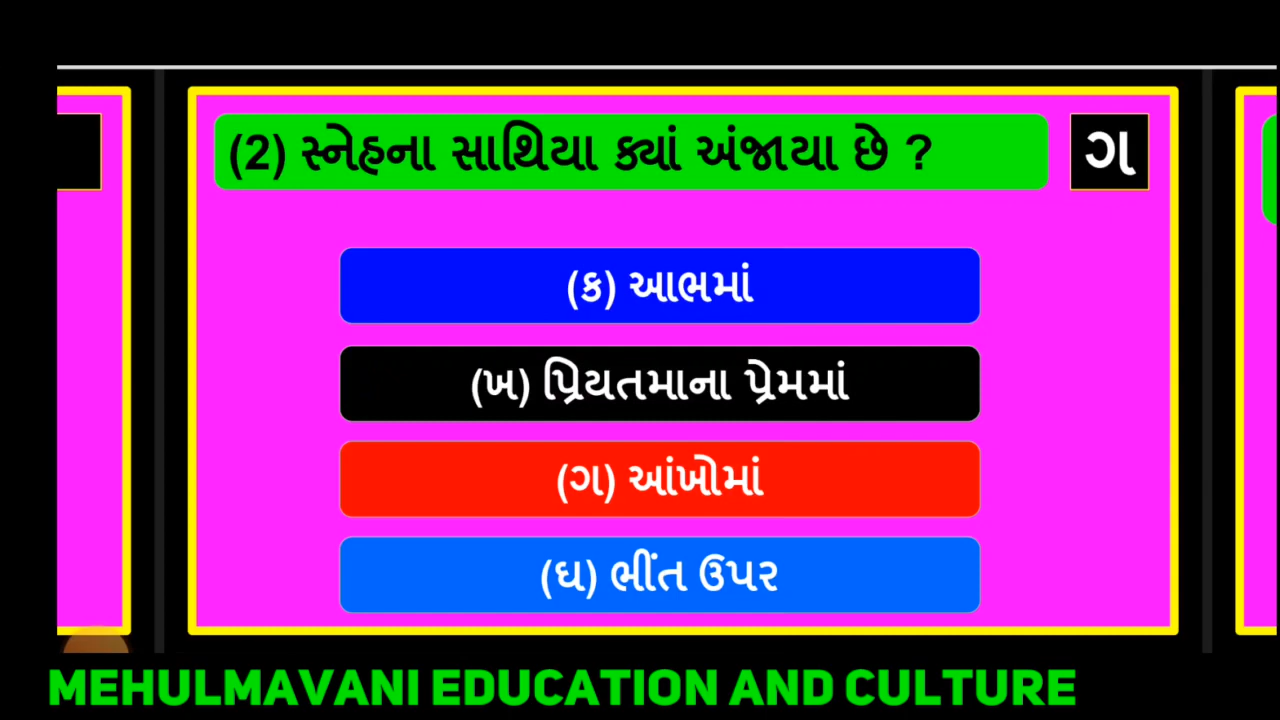 (2) સ્નેહના સાથિયા ક્યાં અંજાયા છે ?
ગ
(ક) આભમાં
(ખ) પ્રિયતમાના પ્રેમમાં
(ગ) આંખોમાં
(ઘ) ભીંત ઉપર
MEHULMAVANI EDUCATION AND CULTURE